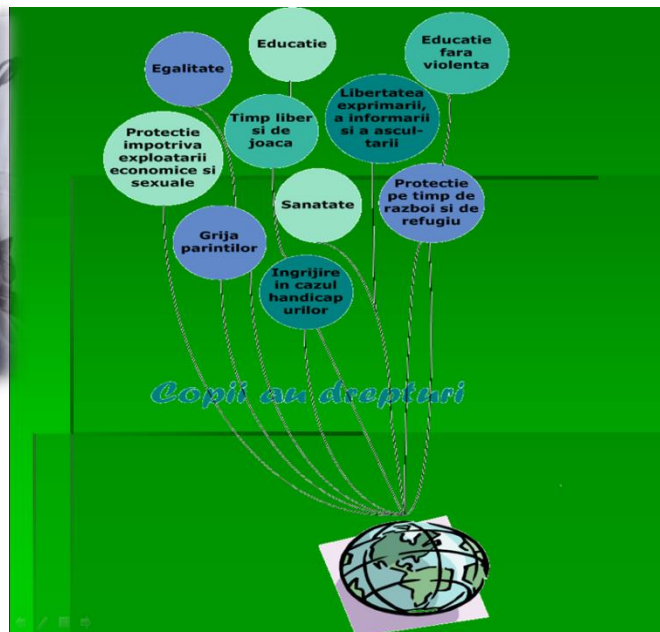 Educatie
Educatie
fara
violenta
Egalitate
Libertatea
exprimarii,
a informarii
si a ascul-
tarii
Timp liber
si de
joaca
Protectie
impotriva
exploatarii
economice si
sexuale
Protectie
pe timp de
razboi si de
refugiu
Sanatate
Grija
parintilor
Ingrijire
in cazul
handicap
urilor
Copii au drepturi